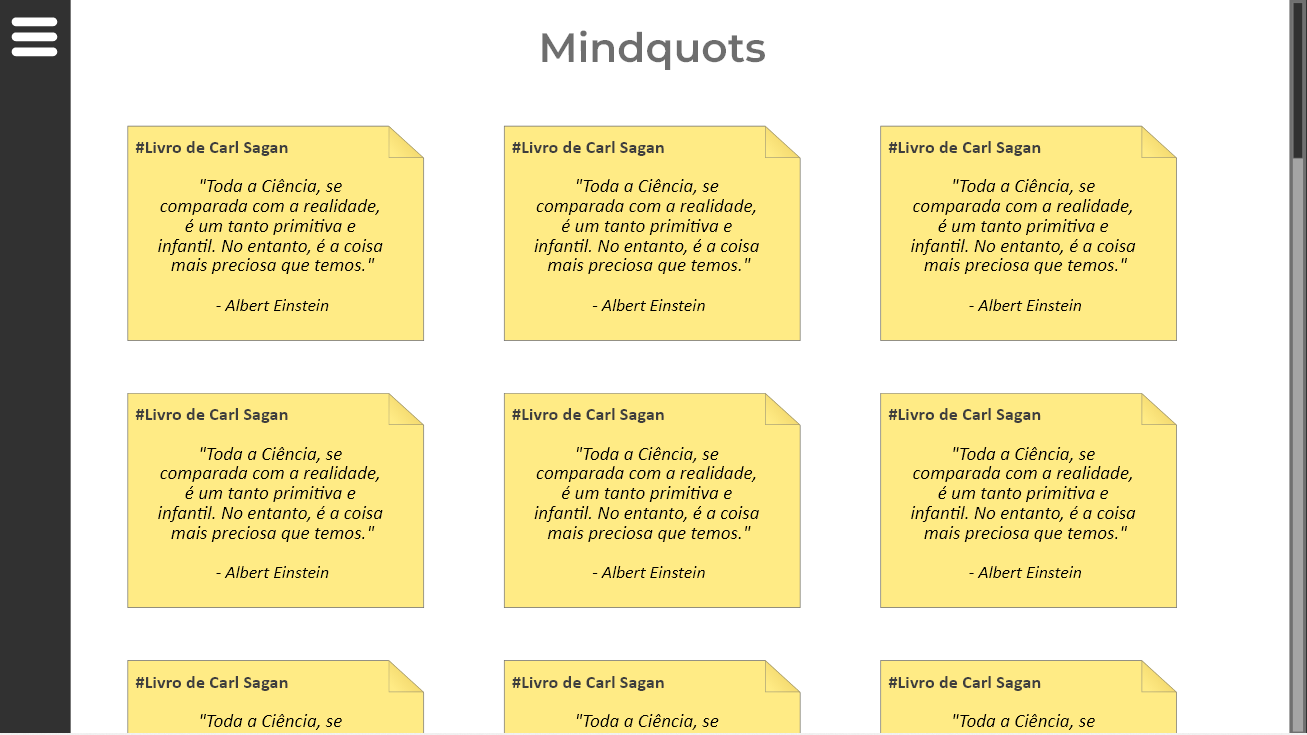 Mindquots
#Livro de Carl Sagan
"Toda a Ciência, se
comparada com a realidade,
é um tanto primitiva e
infantil. No entanto, é a coisa
mais preciosa que temos."
- Albert Einstein
#Livro de Carl Sagan
"Toda a Ciência, se
comparada com a realidade,
é um tanto primitiva e
infantil. No entanto, é a coisa
mais preciosa que temos."
- Albert Einstein
#Livro de Carl Sagan
"Toda a Ciência, se
comparada com a realidade,
é um tanto primitiva e
infantil. No entanto, é a coisa
mais preciosa que temos."
- Albert Einstein
#Livro de Carl Sagan
"Toda a Ciência, se
comparada com a realidade,
é um tanto primitiva e
infantil. No entanto, é a coisa
mais preciosa que temos."
- Albert Einstein
#Livro de Carl Sagan
"Toda a Ciência, se
comparada com a realidade,
é um tanto primitiva e
infantil. No entanto, é a coisa
mais preciosa que temos."
- Albert Einstein
#Livro de Carl Sagan
"Toda a Ciência, se
comparada com a realidade,
é um tanto primitiva e
infantil. No entanto, é a coisa
mais preciosa que temos."
- Albert Einstein
#Livro de Carl Sagan
"Toda a Ciência, se
#Livro de Carl Sagan
"Toda a Ciência, se
#Livro de Carl Sagan
"Toda a Ciência, se